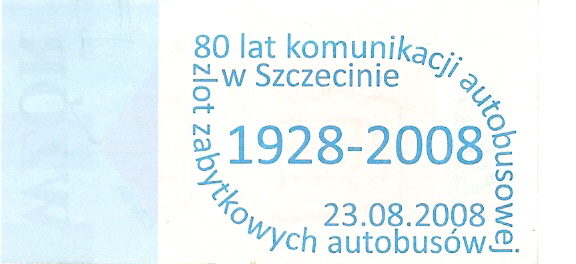 80 lat komunikacji autobusowej
w Szczecinie
1928-2008
23.08.2008
zlot zabytkowych autobusów